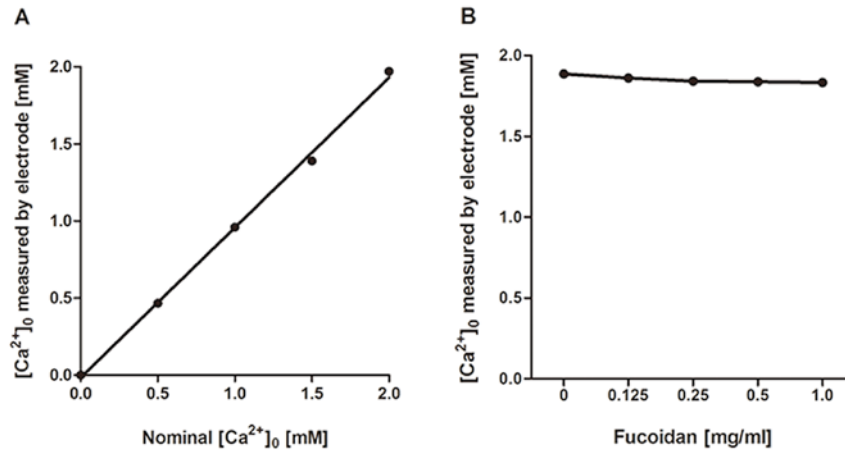 A
[Ca²⁺]₀ measured by electrode [mM]
2.0
1.5
1.0
0.5
0.0
0.0 0.5 1.0 1.5 2.0
Nominal [Ca²⁺]₀ [mM]
B
[Ca²⁺]₀ measured by electrode [mM]
2.0
1.5
1.0
0.5
0.0
0 0.125 0.25 0.5 1.0
Fucoidan [mg/ml]